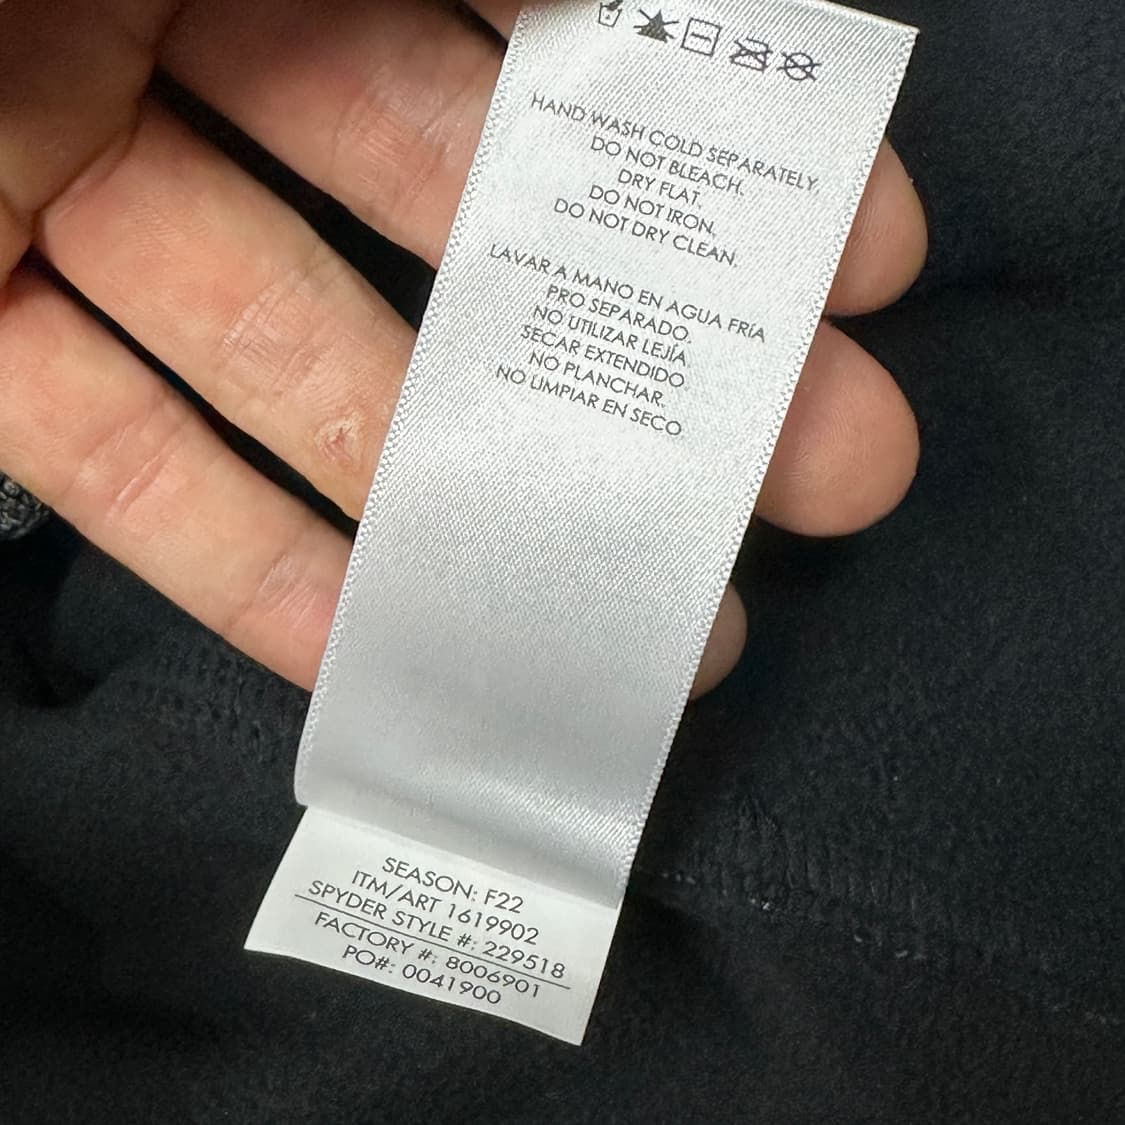 HAND WASH COLD SEPARATELY.
DO NOT BLEACH.
DRY FLAT.
DO NOT IRON.
DO NOT DRY CLEAN.
LAVAR A MANO EN AGUA FRÍA
PRO SEPARADO.
NO UTILIZAR LEJÍA
SECAR EXTENDIDO
NO PLANCHAR.
NO LIMPIAR EN SECO
SEASON: F22
ITM/ART 1619902
SPYDER STYLE #: 229518
FACTORY #: 8006901
PO#: 0041900